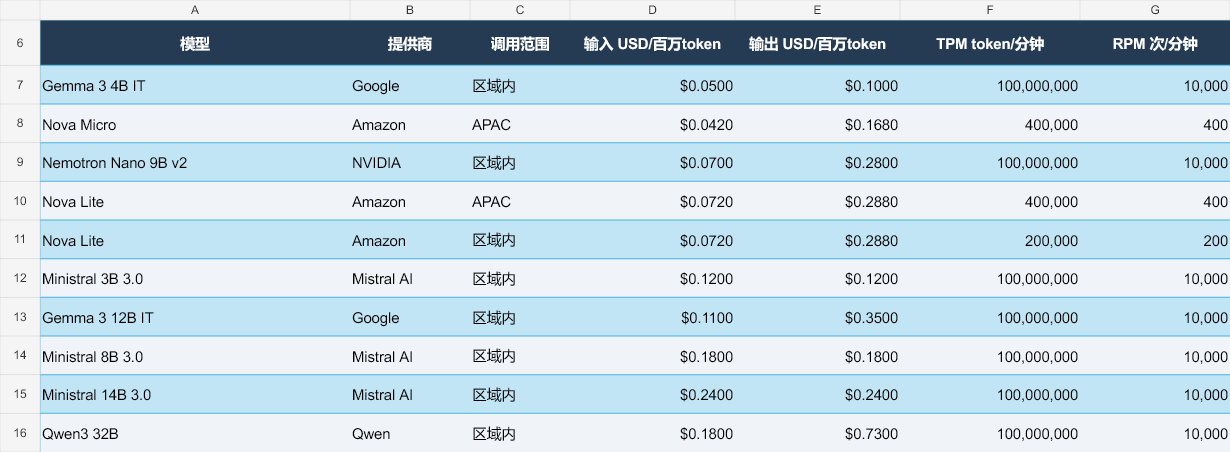 A B C D E F G
6 模型 提供商 调用范围 输入 USD/百万token 输出 USD/百万token TPM token/分钟 RPM 次/分钟
7 Gemma 3 4B IT Google 区域内 $0.0500 $0.1000 100,000,000 10,000
8 Nova Micro Amazon APAC $0.0420 $0.1680 400,000 400
9 Nemotron Nano 9B v2 NVIDIA 区域内 $0.0700 $0.2800 100,000,000 10,000
10 Nova Lite Amazon APAC $0.0720 $0.2880 400,000 400
11 Nova Lite Amazon 区域内 $0.0720 $0.2880 200,000 200
12 Ministral 3B 3.0 Mistral AI 区域内 $0.1200 $0.1200 100,000,000 10,000
13 Gemma 3 12B IT Google 区域内 $0.1100 $0.3500 100,000,000 10,000
14 Ministral 8B 3.0 Mistral AI 区域内 $0.1800 $0.1800 100,000,000 10,000
15 Ministral 14B 3.0 Mistral AI 区域内 $0.2400 $0.2400 100,000,000 10,000
16 Qwen3 32B Qwen 区域内 $0.1800 $0.7300 100,000,000 10,000